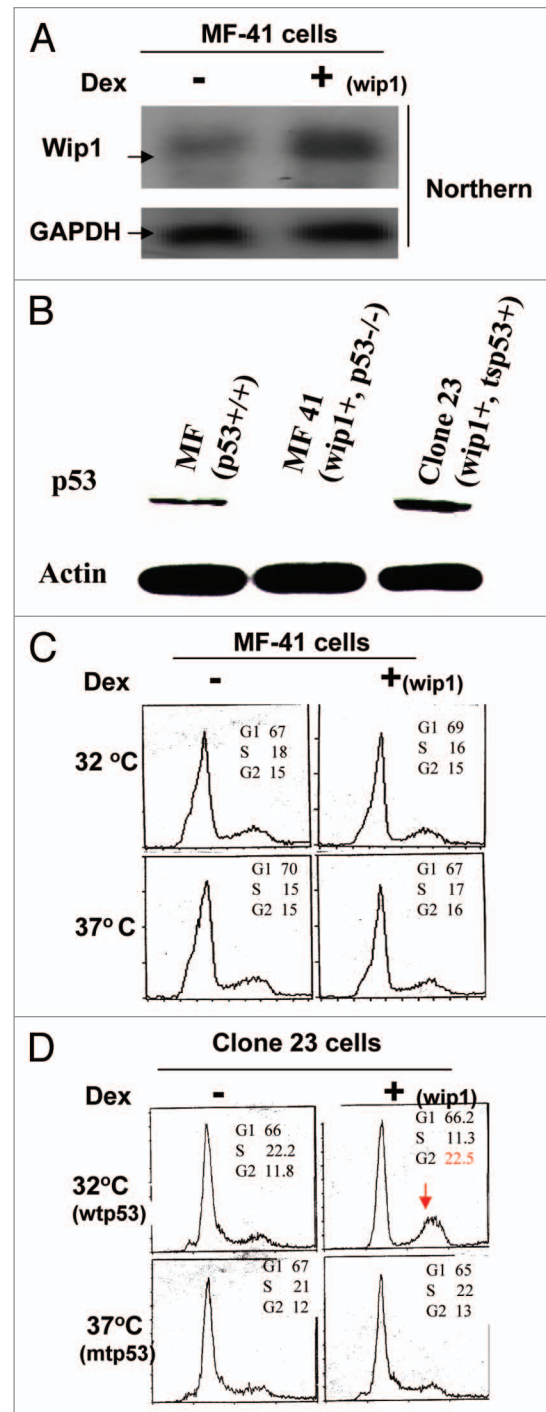 A
MF-41 cells
Dex - + (wip1)
Wip1
Northern
GAPDH
B
MF (p53+/+)
MF 41 (wip1+, p53-/-)
Clone 23 (wip1+, tsp53+)
p53
Actin
C
MF-41 cells
Dex - + (wip1)
32 °C
G1 67
S 18
G2 15
G1 69
S 16
G2 15
37° C
G1 70
S 15
G2 15
G1 67
S 17
G2 16
D
Clone 23 cells
Dex - + (wip1)
32°C
(wtp53)
G1 66
S 22.2
G2 11.8
G1 66.2
S 11.3
G2 22.5
37°C
(mtp53)
G1 67
S 21
G2 12
G1 65
S 22
G2 13